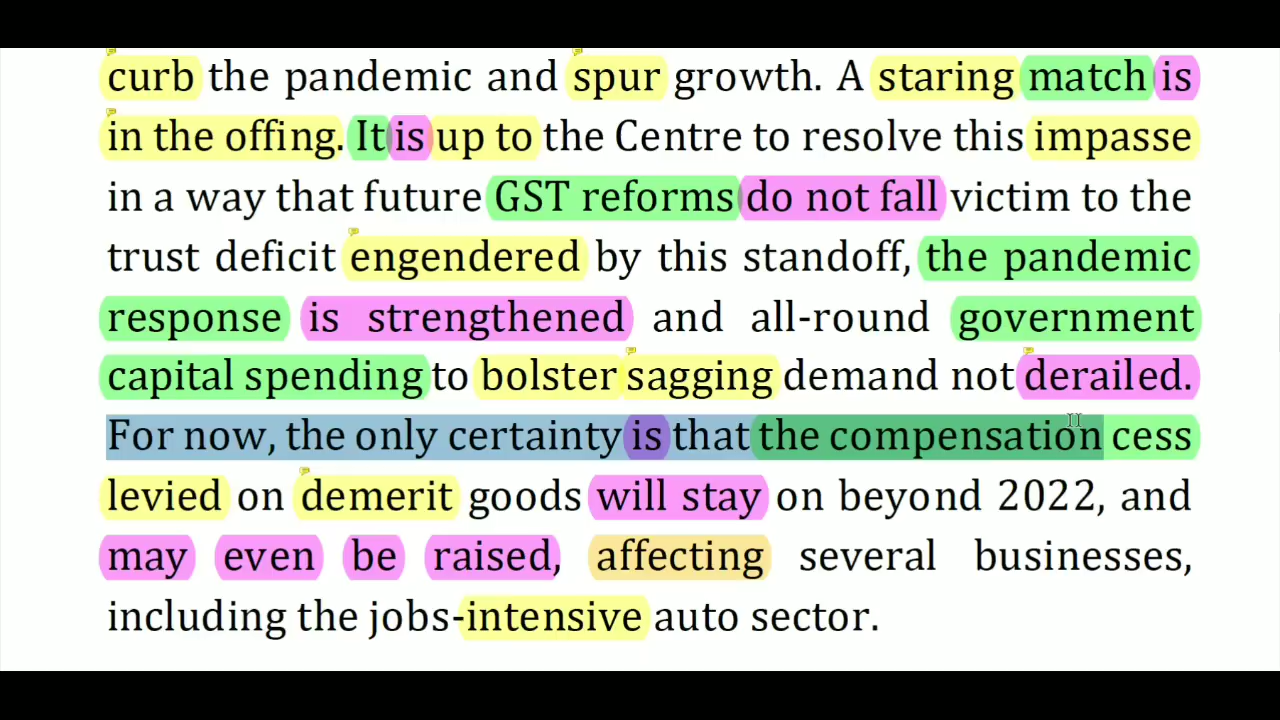 curb the pandemic and spur growth. A staring match is
in the offing. It is up to the Centre to resolve this impasse
in a way that future GST reforms do not fall victim to the
trust deficit engendered by this standoff, the pandemic
response is strengthened and all-round government
capital spending to bolster sagging demand not derailed.
For now, the only certainty is that the compensation cess
levied on demerit goods will stay on beyond 2022, and
may even be raised, affecting several businesses,
including the jobs-intensive auto sector.